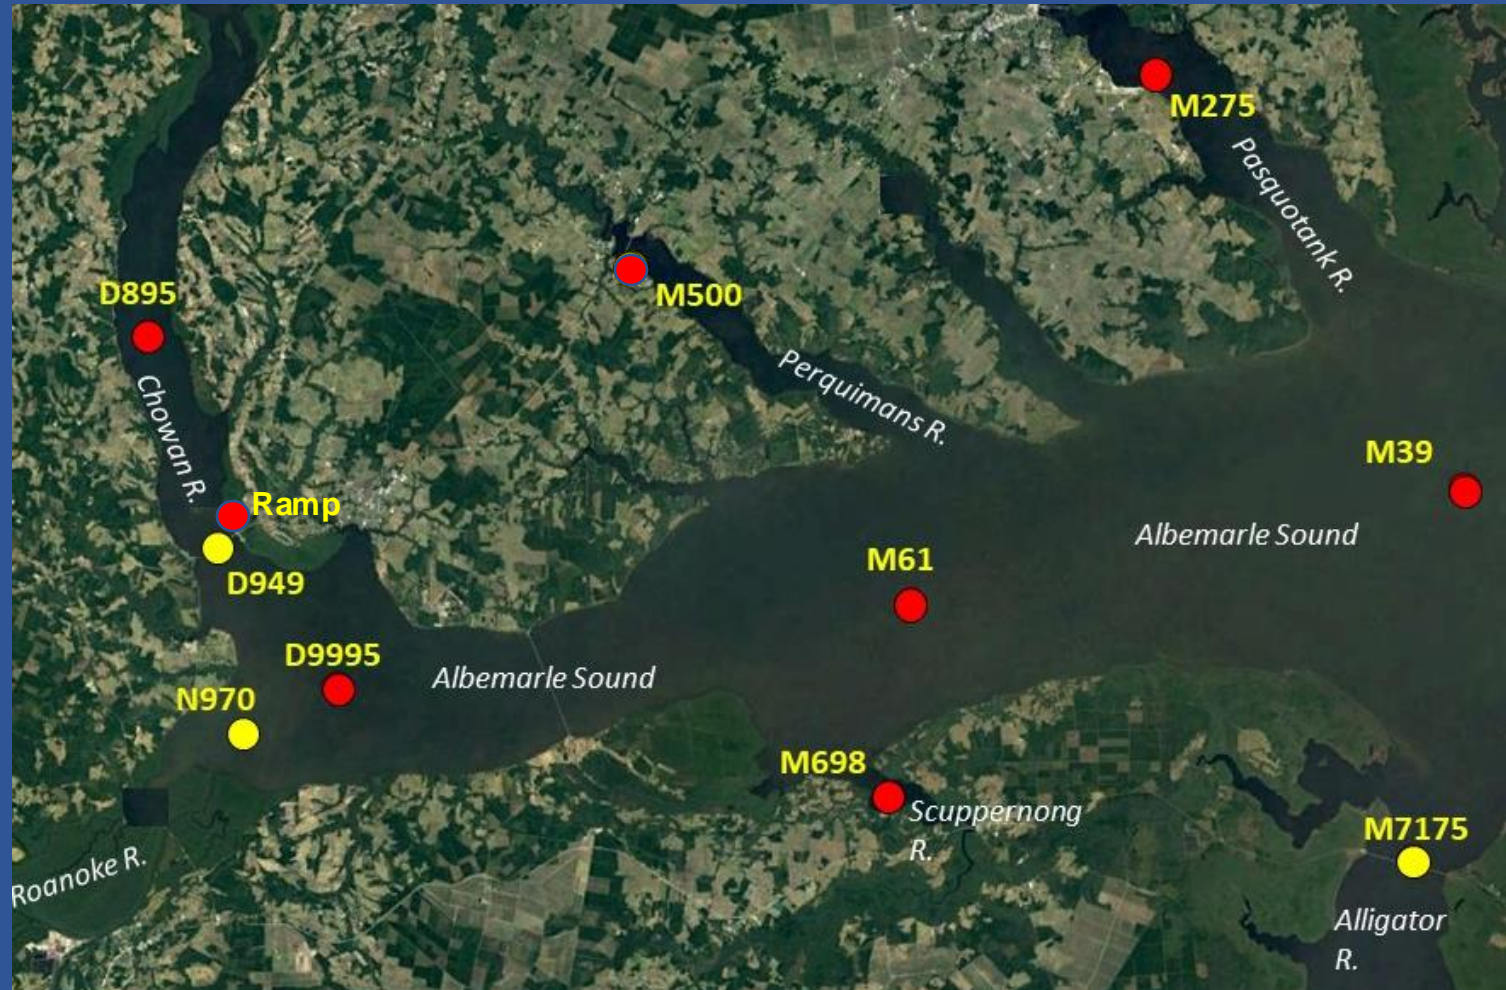 M275
Pasquotank R.
D895
M500
Chowan R.
Perquimans R.
M39
Ramp
Albemarle Sound
M61
D949
D9995
Albemarle Sound
N970
M698
Scuppernong
R.
M7175
Roanoke R.
Alligator
R.